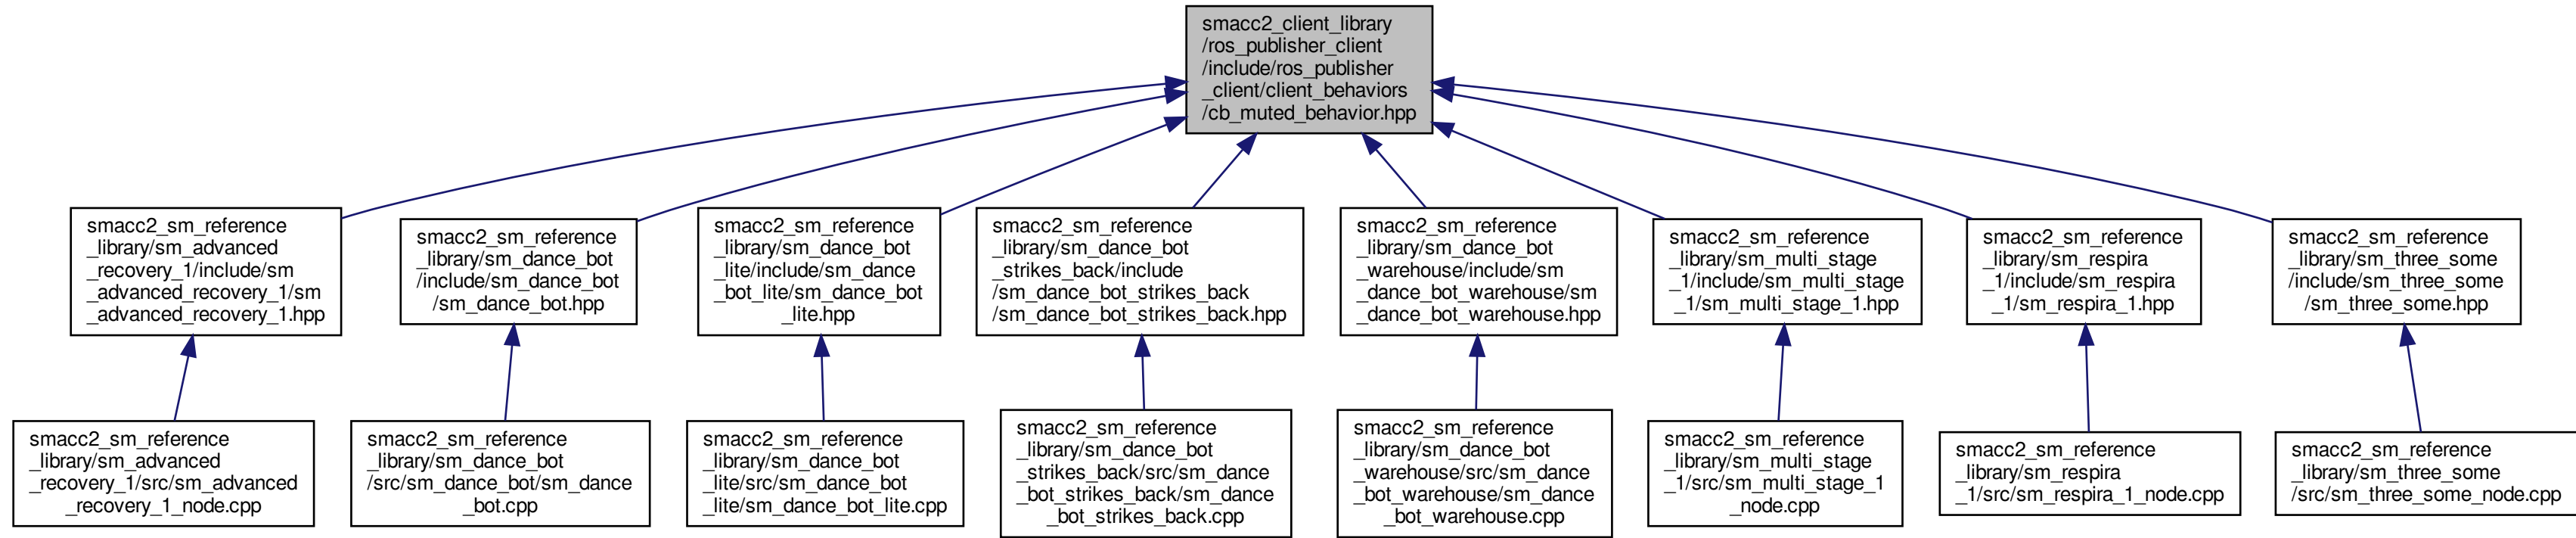 smacc2_client_library
/ros_publisher_client
/include/ros_publisher
_client/client_behaviors
/cb_muted_behavior.hpp
smacc2_sm_reference
_library/sm_advanced
_recovery_1/include/sm
_advanced_recovery_1/sm
_advanced_recovery_1.hpp
smacc2_sm_reference
_library/sm_dance_bot
/include/sm_dance_bot
/sm_dance_bot.hpp
smacc2_sm_reference
_library/sm_dance_bot
_lite/include/sm_dance
_bot_lite/sm_dance_bot
_lite.hpp
smacc2_sm_reference
_library/sm_dance_bot
_strikes_back/include
/sm_dance_bot_strikes_back
/sm_dance_bot_strikes_back.hpp
smacc2_sm_reference
_library/sm_dance_bot
_warehouse/include/sm
_dance_bot_warehouse/sm
_dance_bot_warehouse.hpp
smacc2_sm_reference
_library/sm_multi_stage
_1/include/sm_multi_stage
_1/sm_multi_stage_1.hpp
smacc2_sm_reference
_library/sm_respira
_1/include/sm_respira
_1/sm_respira_1.hpp
smacc2_sm_reference
_library/sm_three_some
/include/sm_three_some
/sm_three_some.hpp
smacc2_sm_reference
_library/sm_advanced
_recovery_1/src/sm_advanced
_recovery_1_node.cpp
smacc2_sm_reference
_library/sm_dance_bot
/src/sm_dance_bot/sm_dance
_bot.cpp
smacc2_sm_reference
_library/sm_dance_bot
_lite/src/sm_dance_bot
_lite/sm_dance_bot_lite.cpp
smacc2_sm_reference
_library/sm_dance_bot
_strikes_back/src/sm_dance
_bot_strikes_back/sm_dance
_bot_strikes_back.cpp
smacc2_sm_reference
_library/sm_dance_bot
_warehouse/src/sm_dance
_bot_warehouse/sm_dance
_bot_warehouse.cpp
smacc2_sm_reference
_library/sm_multi_stage
_1/src/sm_multi_stage_1
_node.cpp
smacc2_sm_reference
_library/sm_respira
_1/src/sm_respira_1_node.cpp
smacc2_sm_reference
_library/sm_three_some
/src/sm_three_some_node.cpp